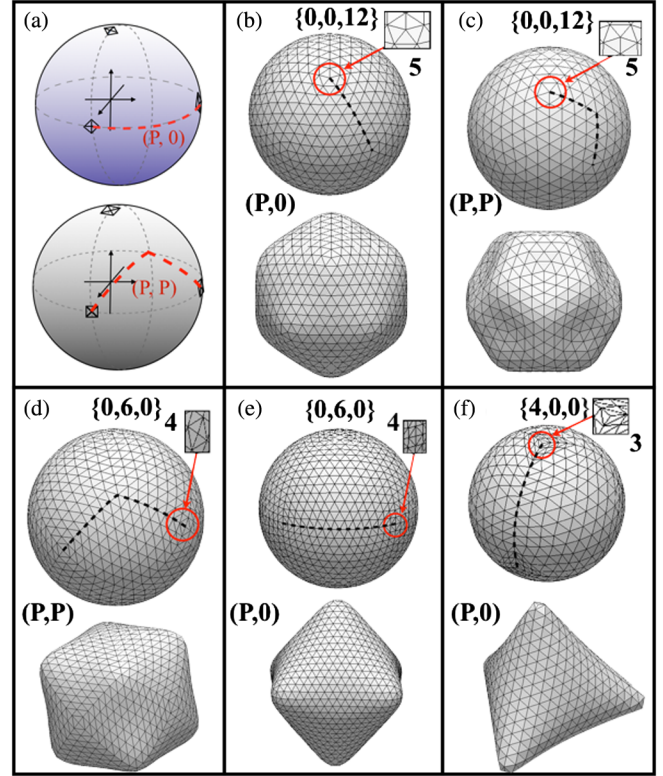 (a)
(P, 0)
(P, P)
(b)
{0,0,12}
5
(P,0)
(c)
{0,0,12}
5
(P,P)
(d)
{0,6,0}
4
(P,P)
(e)
{0,6,0}
4
(P,0)
(f)
{4,0,0}
3
(P,0)